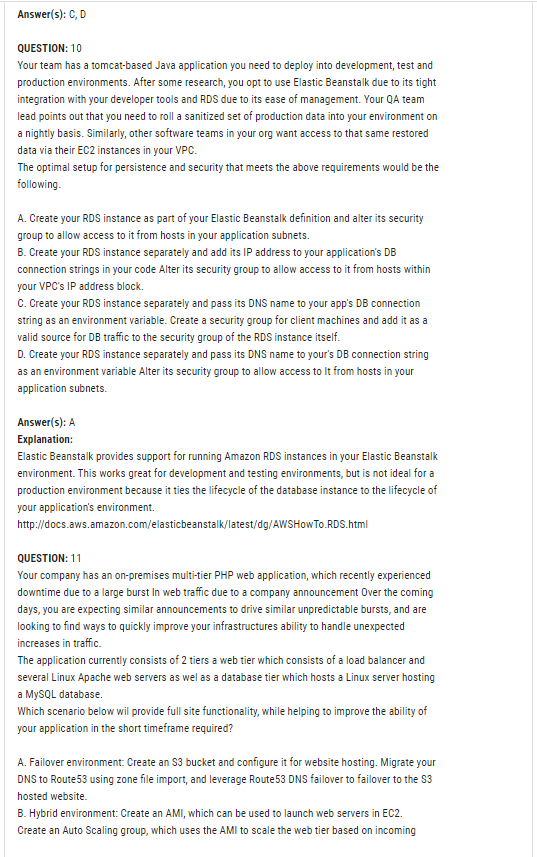 Answer(s): C, D
QUESTION: 10
Your team has a tomcat-based Java application you need to deploy into development, test and
production environments. After some research, you opt to use Elastic Beanstalk due to its tight
integration with your developer tools and RDS due to its ease of management. Your QA team
lead points out that you need to roll a sanitized set of production data into your environment on
a nightly basis. Similarly, other software teams in your org want access to that same restored
data via their EC2 instances in your VPC.
The optimal setup for persistence and security that meets the above requirements would be the
following.
A. Create your RDS instance as part of your Elastic Beanstalk definition and alter its security
group to allow access to it from hosts in your application subnets.
B. Create your RDS instance separately and add its IP address to your application's DB
connection strings in your code Alter its security group to allow access to it from hosts within
your VPC's IP address block.
C. Create your RDS instance separately and pass its DNS name to your app's DB connection
string as an environment variable. Create a security group for client machines and add it as a
valid source for DB traffic to the security group of the RDS instance itself.
D. Create your RDS instance separately and pass its DNS name to your's DB connection string
as an environment variable Alter its security group to allow access to It from hosts in your
application subnets.
Answer(s): A
Explanation:
Elastic Beanstalk provides support for running Amazon RDS instances in your Elastic Beanstalk
environment. This works great for development and testing environments, but is not ideal for a
production environment because it ties the lifecycle of the database instance to the lifecycle of
your application's environment.
http://docs.aws.amazon.com/elasticbeanstalk/latest/dg/AWSHowTo.RDS.html
QUESTION: 11
Your company has an on-premises multi-tier PHP web application, which recently experienced
downtime due to a large burst In web traffic due to a company announcement Over the coming
days, you are expecting similar announcements to drive similar unpredictable bursts, and are
looking to find ways to quickly improve your infrastructures ability to handle unexpected
increases in traffic.
The application currently consists of 2 tiers a web tier which consists of a load balancer and
several Linux Apache web servers as wel as a database tier which hosts a Linux server hosting
a MySQL database.
Which scenario below wil provide full site functionality, while helping to improve the ability of
your application in the short timeframe required?
A. Failover environment: Create an S3 bucket and configure it for website hosting. Migrate your
DNS to Route53 using zone file import, and leverage Route53 DNS failover to failover to the S3
hosted website.
B. Hybrid environment: Create an AMI, which can be used to launch web servers in EC2.
Create an Auto Scaling group, which uses the AMI to scale the web tier based on incoming